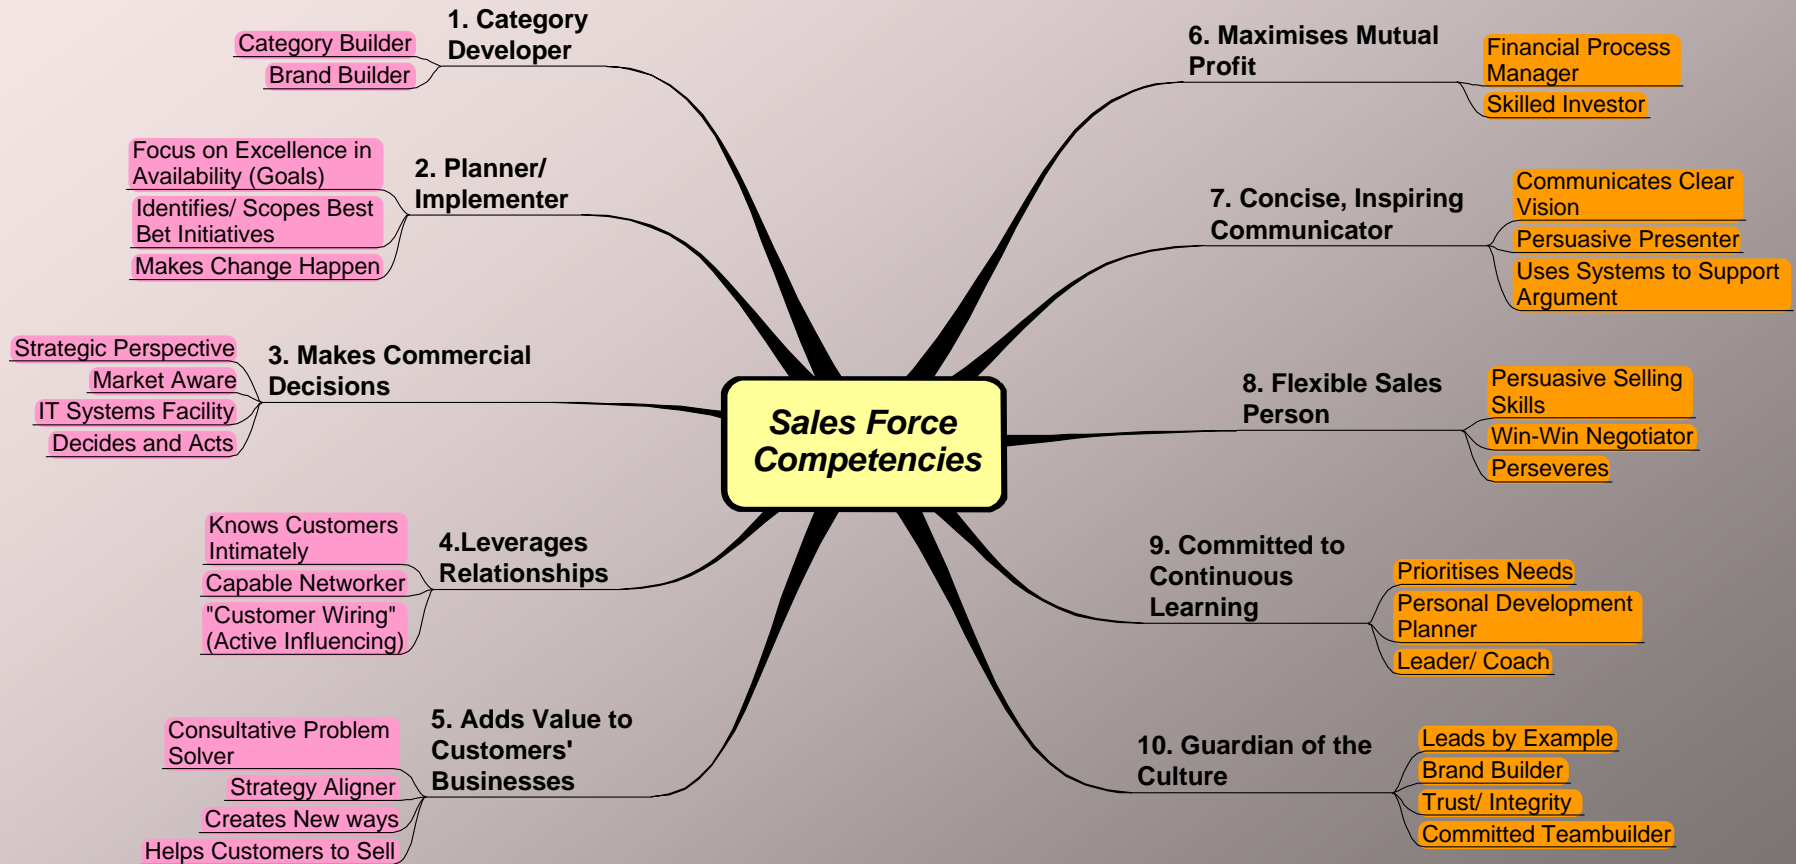 Sales Force
Competencies
1. Category
Developer
Category Builder
Brand Builder
2. Planner/
Implementer
Focus on Excellence in
Availability (Goals)
Identifies/ Scopes Best
Bet Initiatives
Makes Change Happen
3. Makes Commercial
Decisions
Strategic Perspective
Market Aware
IT Systems Facility
Decides and Acts
4.Leverages
Relationships
Knows Customers
Intimately
Capable Networker
"Customer Wiring"
(Active Influencing)
5. Adds Value to
Customers'
Businesses
Consultative Problem
Solver
Strategy Aligner
Creates New ways
Helps Customers to Sell
6. Maximises Mutual
Profit
Financial Process
Manager
Skilled Investor
7. Concise, Inspiring
Communicator
Communicates Clear
Vision
Persuasive Presenter
Uses Systems to Support
Argument
8. Flexible Sales
Person
Persuasive Selling
Skills
Win-Win Negotiator
Perseveres
9. Committed to
Continuous
Learning
Prioritises Needs
Personal Development
Planner
Leader/ Coach
10. Guardian of the
Culture
Leads by Example
Brand Builder
Trust/ Integrity
Committed Teambuilder